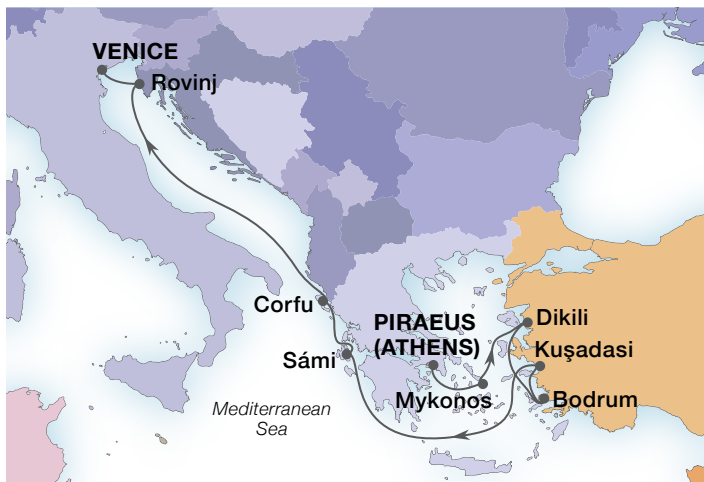 VENICE
Rovinj
Corfu
Sámi
PIRAEUS
(ATHENS)
Dikili
Kuşadasi
Mykonos
Bodrum
Mediterranean
Sea